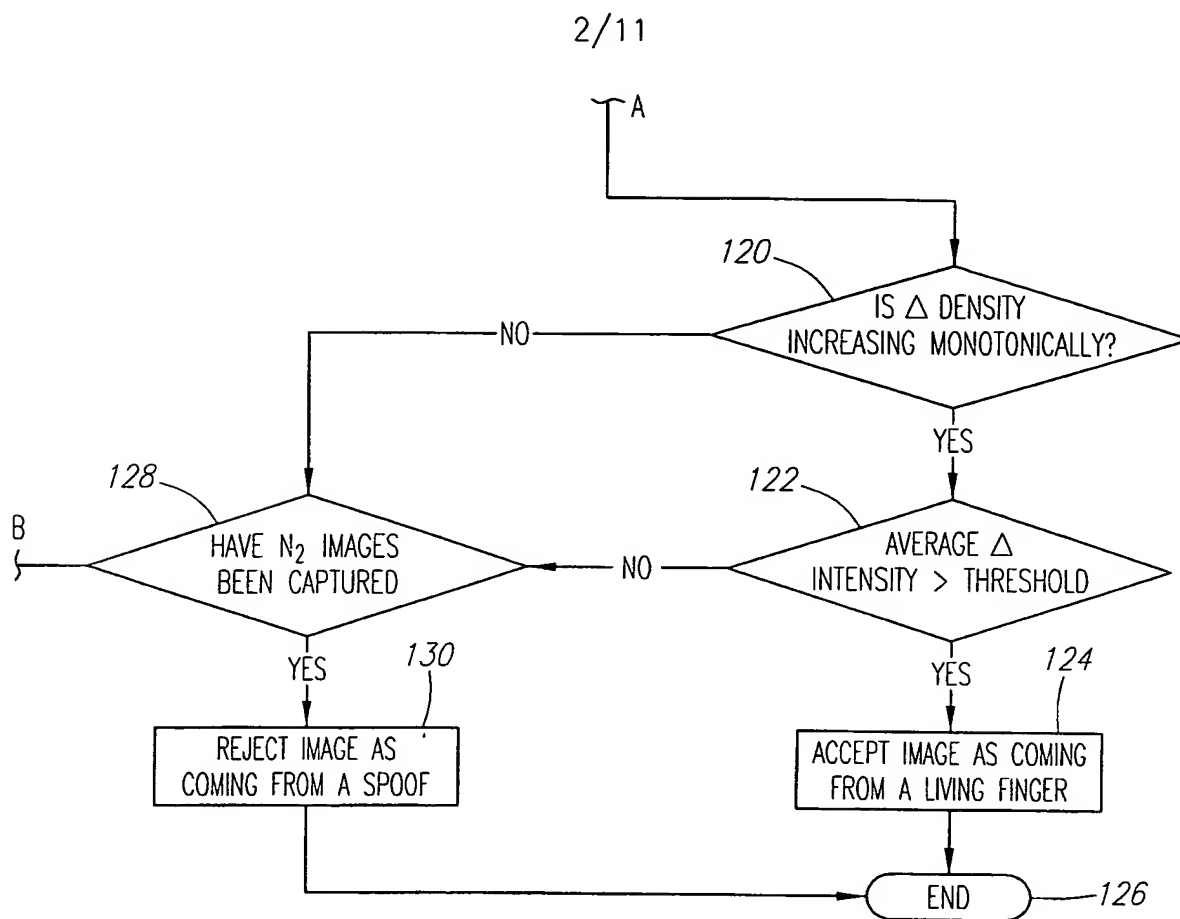 2/11
A
120
IS △ DENSITY
INCREASING MONOTONICALLY?
NO
YES
128
122
B
HAVE N₂ IMAGES
BEEN CAPTURED
NO
AVERAGE △
INTENSITY > THRESHOLD
YES
130
YES
124
REJECT IMAGE AS
COMING FROM A SPOOF
ACCEPT IMAGE AS COMING
FROM A LIVING FINGER
END
126